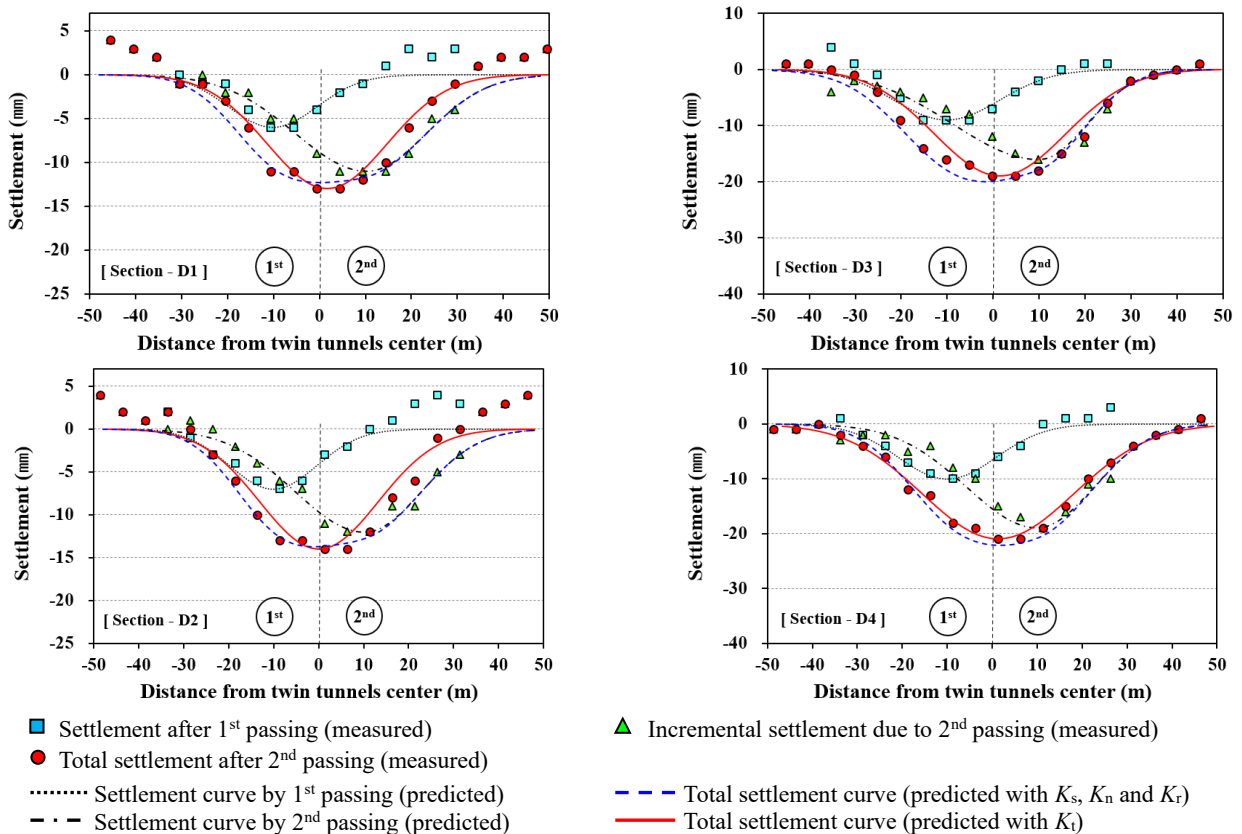 5
0
-5
-10
-15
-20
-25
Settlement (mm)
[ Section - D1 ]
1st
2nd
-50 -40 -30 -20 -10 0 10 20 30 40 50
Distance from twin tunnels center (m)
10
0
-10
-20
-30
-40
Settlement (mm)
[ Section - D3 ]
1st
2nd
-50 -40 -30 -20 -10 0 10 20 30 40 50
Distance from twin tunnels center (m)
5
0
-5
-10
-15
-20
-25
Settlement (mm)
[ Section - D2 ]
1st
2nd
-50 -40 -30 -20 -10 0 10 20 30 40 50
Distance from twin tunnels center (m)
10
0
-10
-20
-30
-40
Settlement (mm)
[ Section - D4 ]
1st
2nd
-50 -40 -30 -20 -10 0 10 20 30 40 50
Distance from twin tunnels center (m)
Settlement after 1st passing (measured)
Incremental settlement due to 2nd passing (measured)
Total settlement after 2nd passing (measured)
Settlement curve by 1st passing (predicted)
Total settlement curve (predicted with Ks, Kn and Kr)
Settlement curve by 2nd passing (predicted)
Total settlement curve (predicted with Kt)